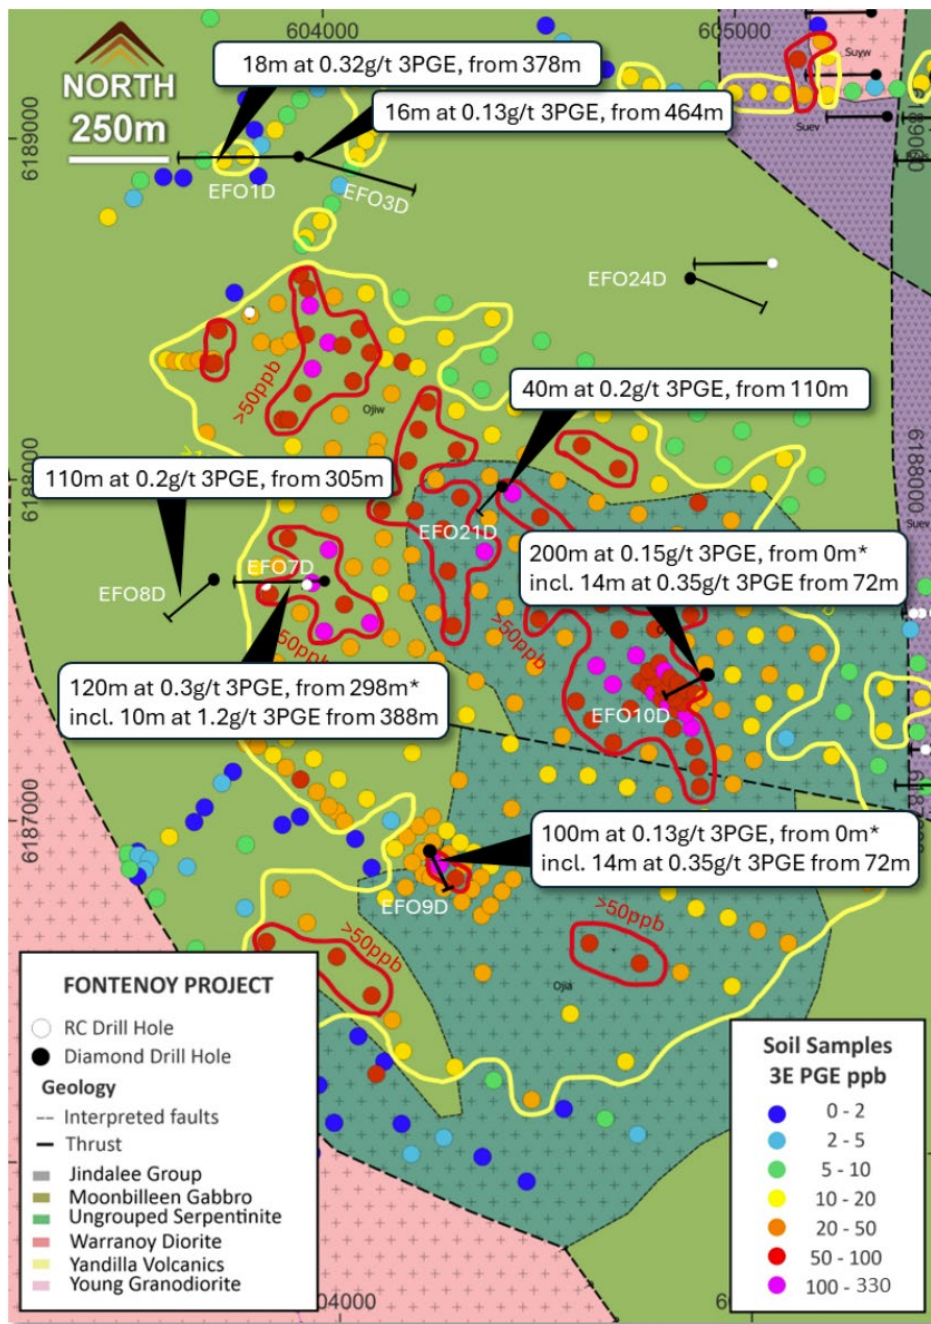 604000
605000
NORTH
250m
18m at 0.32g/t 3PGE, from 378m
16m at 0.13g/t 3PGE, from 464m
Suyw
Suev
6189000
6189000
EFO1D
EFO3D
EFO24D
>50ppb
Ojiw
40m at 0.2g/t 3PGE, from 110m
110m at 0.2g/t 3PGE, from 305m
6188000
6188000
Suev
EFO21D
EFO7D
EFO8D
200m at 0.15g/t 3PGE, from 0m*
incl. 14m at 0.35g/t 3PGE from 72m
>50ppb
50ppb
120m at 0.3g/t 3PGE, from 298m*
incl. 10m at 1.2g/t 3PGE from 388m
EFO10D
6187000
100m at 0.13g/t 3PGE, from 0m*
incl. 14m at 0.35g/t 3PGE from 72m
EFO9D
>50ppb
>50ppb
Ojia
FONTENOY PROJECT
RC Drill Hole
Diamond Drill Hole
Geology
Interpreted faults
Thrust
Jindalee Group
Moonbilleen Gabbro
Ungrouped Serpentinite
Warranoy Diorite
Yandilla Volcanics
Young Granodiorite
Soil Samples
3E PGE ppb
0 - 2
2 - 5
5 - 10
10 - 20
20 - 50
50 - 100
100 - 330
604000